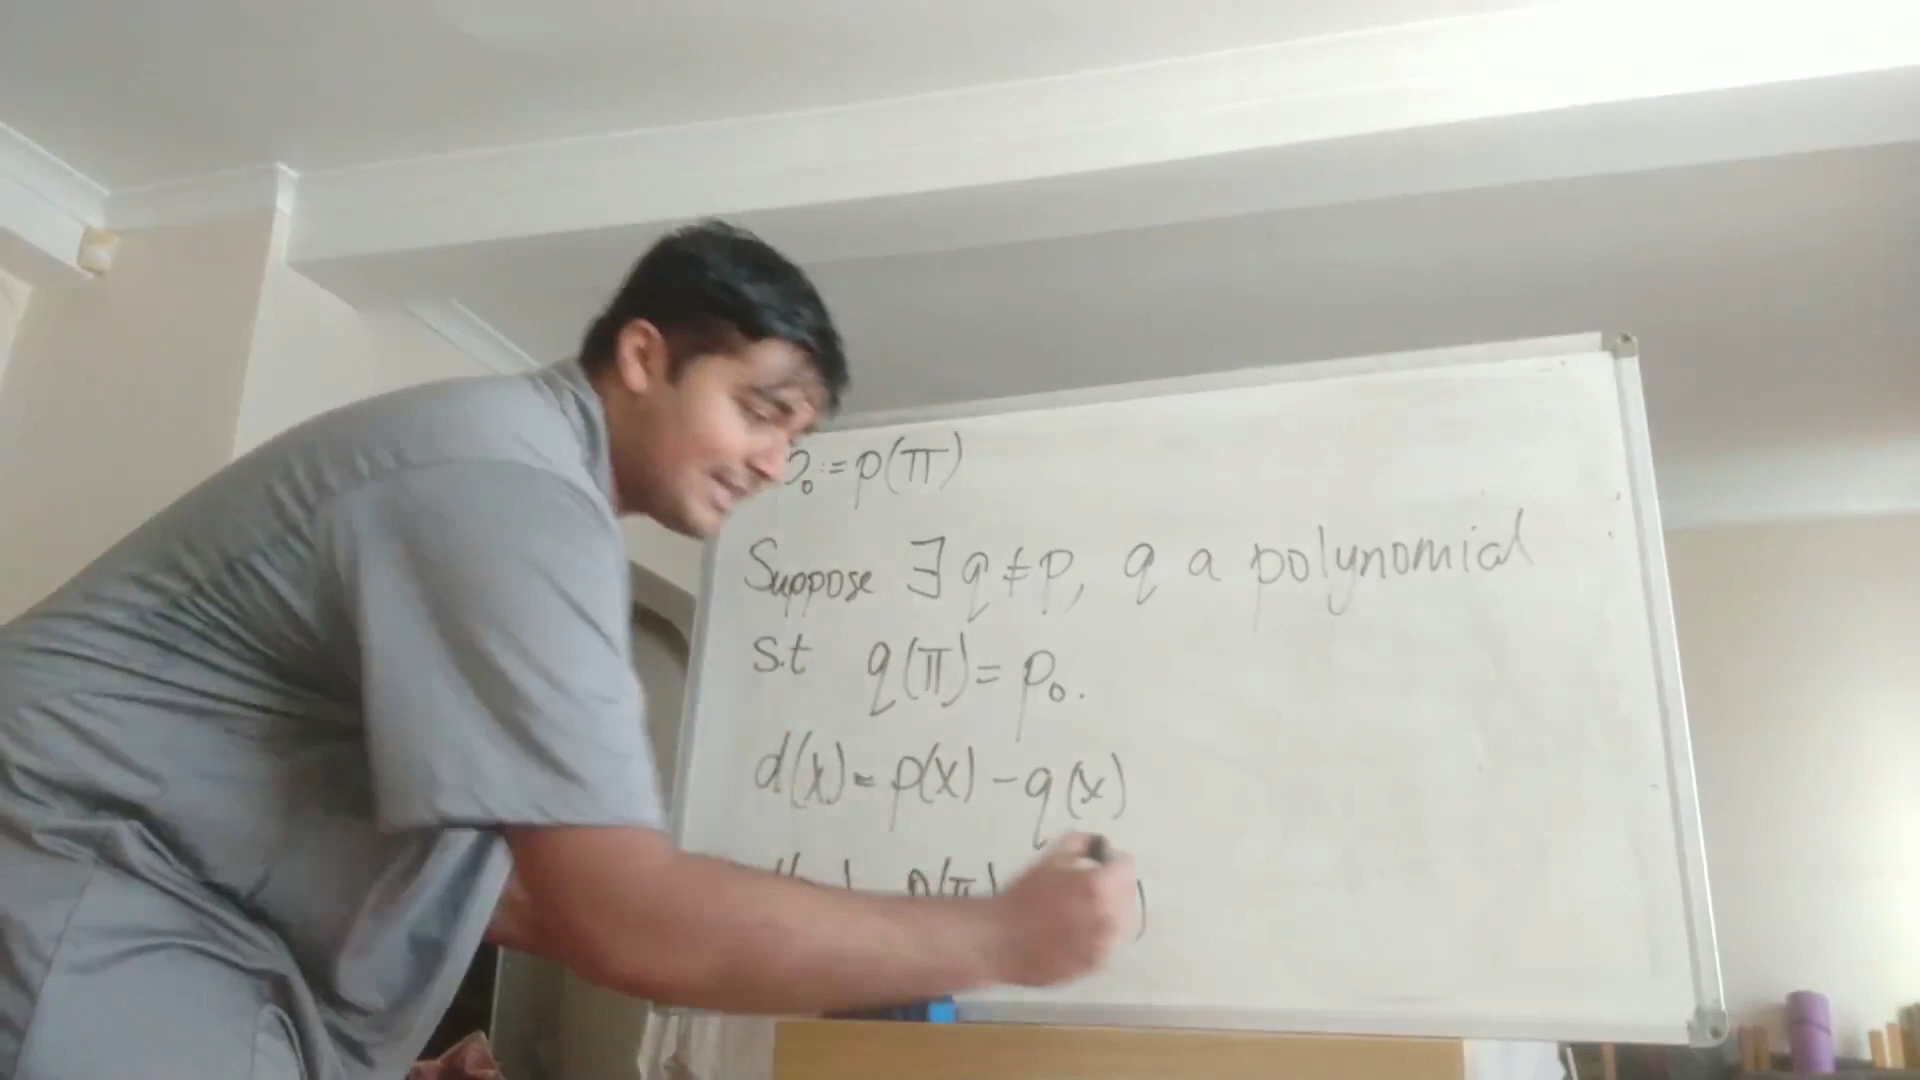 := p(π)
Suppose ∃ q ≠ p, q a polynomial
s.t q(π) = p₀.
d(x) = p(x) - q(x)
p(π)